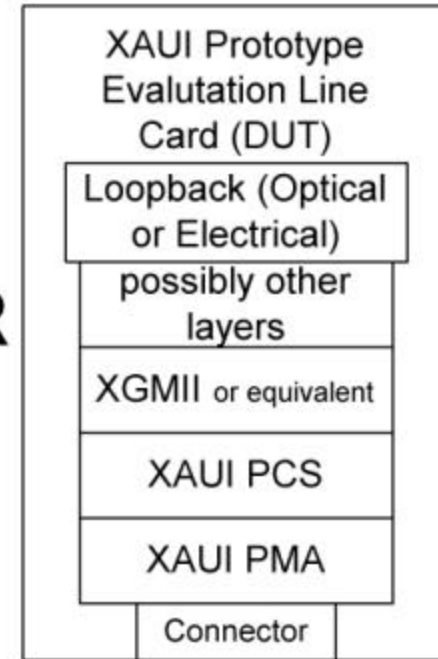 XAUI Prototype
Evalutation Line
Card (DUT)
Loopback (Optical
or Electrical)
possibly other
layers
R
XGMII or equivalent
XAUI PCS
XAUI PMA
Connector